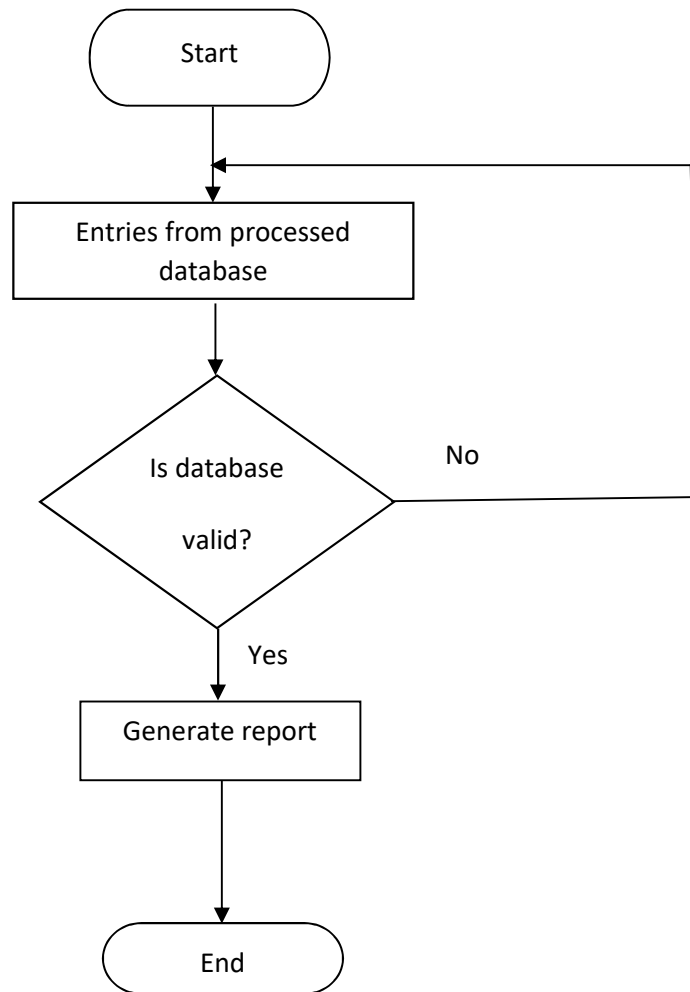 Start
Entries from processed
database
Is database
valid?
No
Yes
Generate report
End